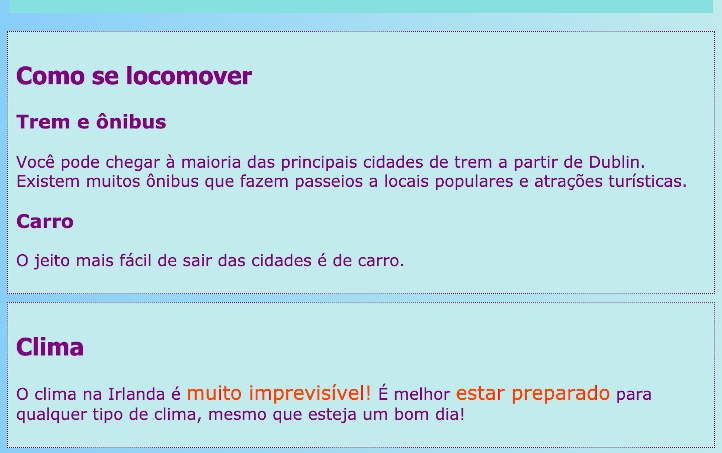 Como se locomover
Trem e ônibus
Você pode chegar à maioria das principais cidades de trem a partir de Dublin.
Existem muitos ônibus que fazem passeios a locais populares e atrações turísticas.
Carro
O jeito mais fácil de sair das cidades é de carro.
Clima
O clima na Irlanda é muito imprevisível! É melhor estar preparado para
qualquer tipo de clima, mesmo que esteja um bom dia!